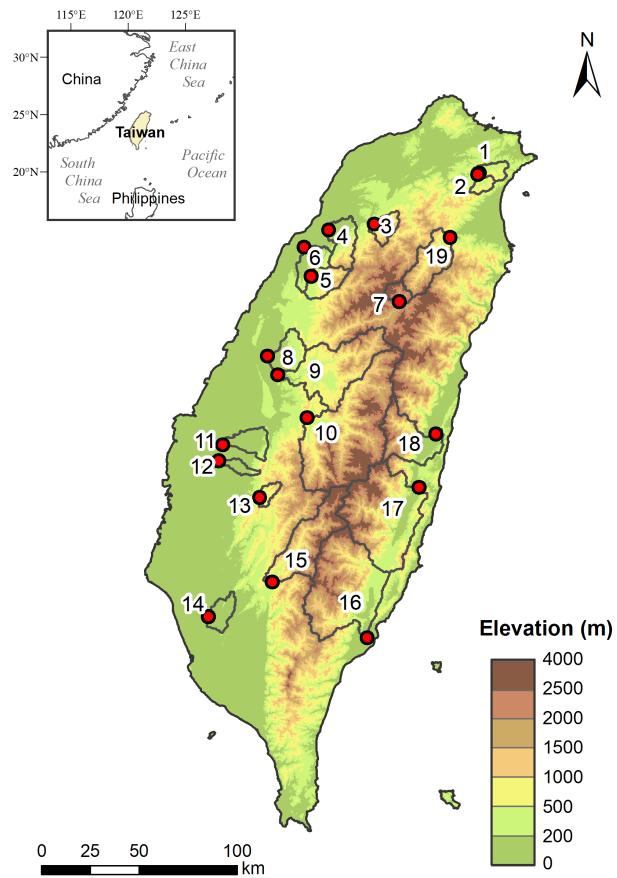 115°E 120°E 125°E
30°N
25°N
20°N
East
China
Sea
China
Taiwan
South
China
Sea
Pacific
Ocean
Philippines
N
1
2
3
4
19
6
5
7
8
9
10
18
11
12
13
17
15
16
14
Elevation (m)
4000
2500
2000
1500
1000
500
200
0
0 25 50 100
km